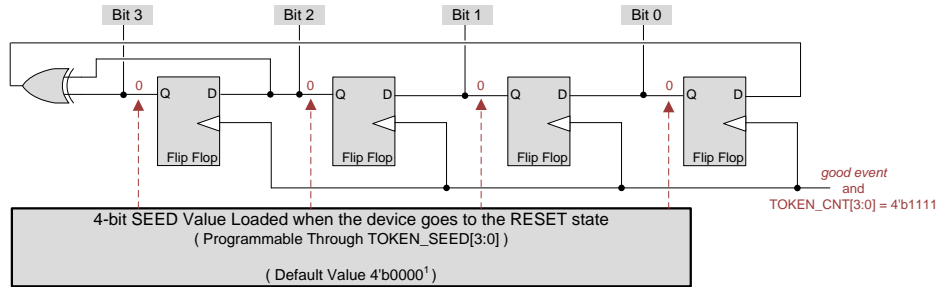 Bit 3 Bit 2 Bit 1 Bit 0
0 0 0 0
Q D Q D Q D Q D
Flip Flop Flip Flop Flip Flop Flip Flop
good event
and
TOKEN_CNT[3:0] = 4'b1111
4-bit SEED Value Loaded when the device goes to the RESET state
( Programmable Through TOKEN_SEED[3:0] )
( Default Value 4'b0000¹ )